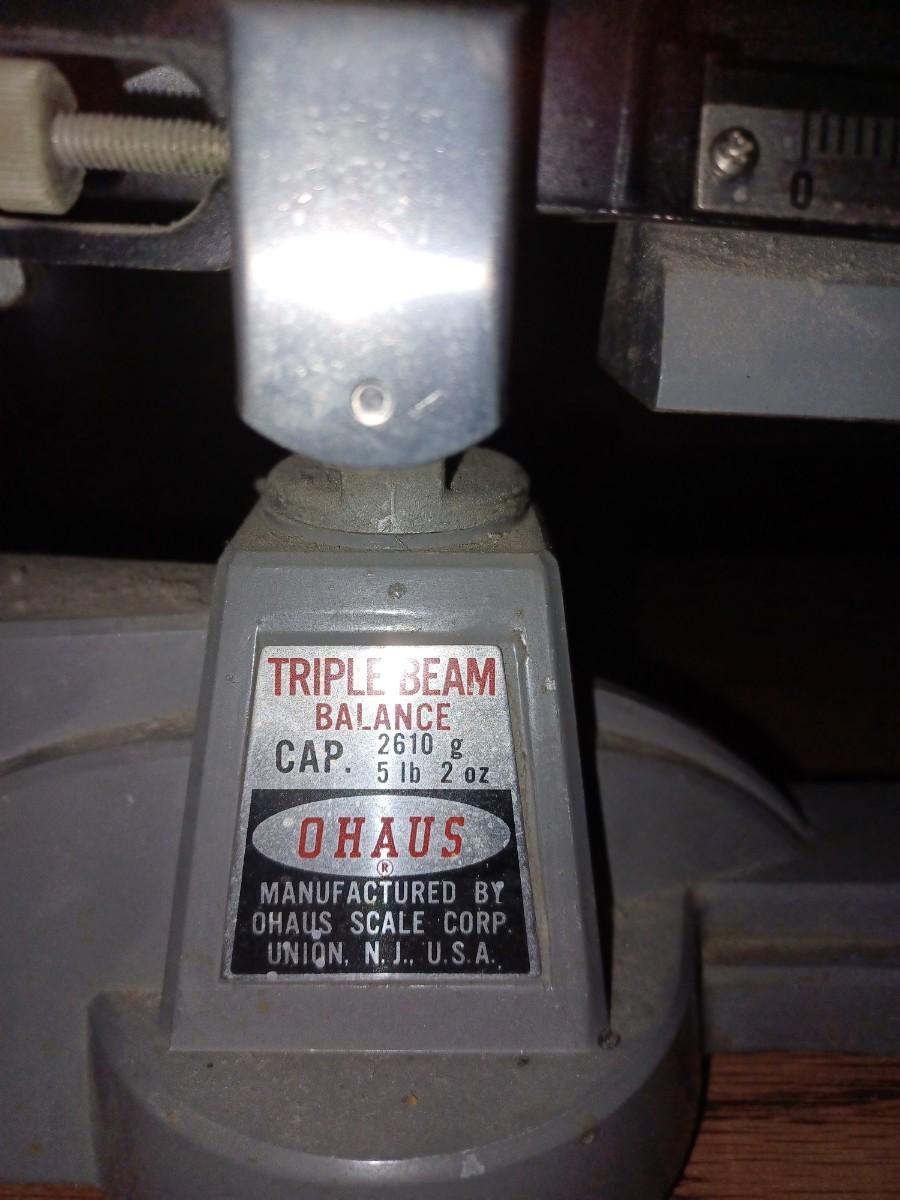 0
TRIPLE BEAM
BALANCE
CAP. 2610 g
5 lb 2 oz
OHAUS
®
MANUFACTURED BY
OHAUS SCALE CORP.
UNION, N.J., U.S.A.